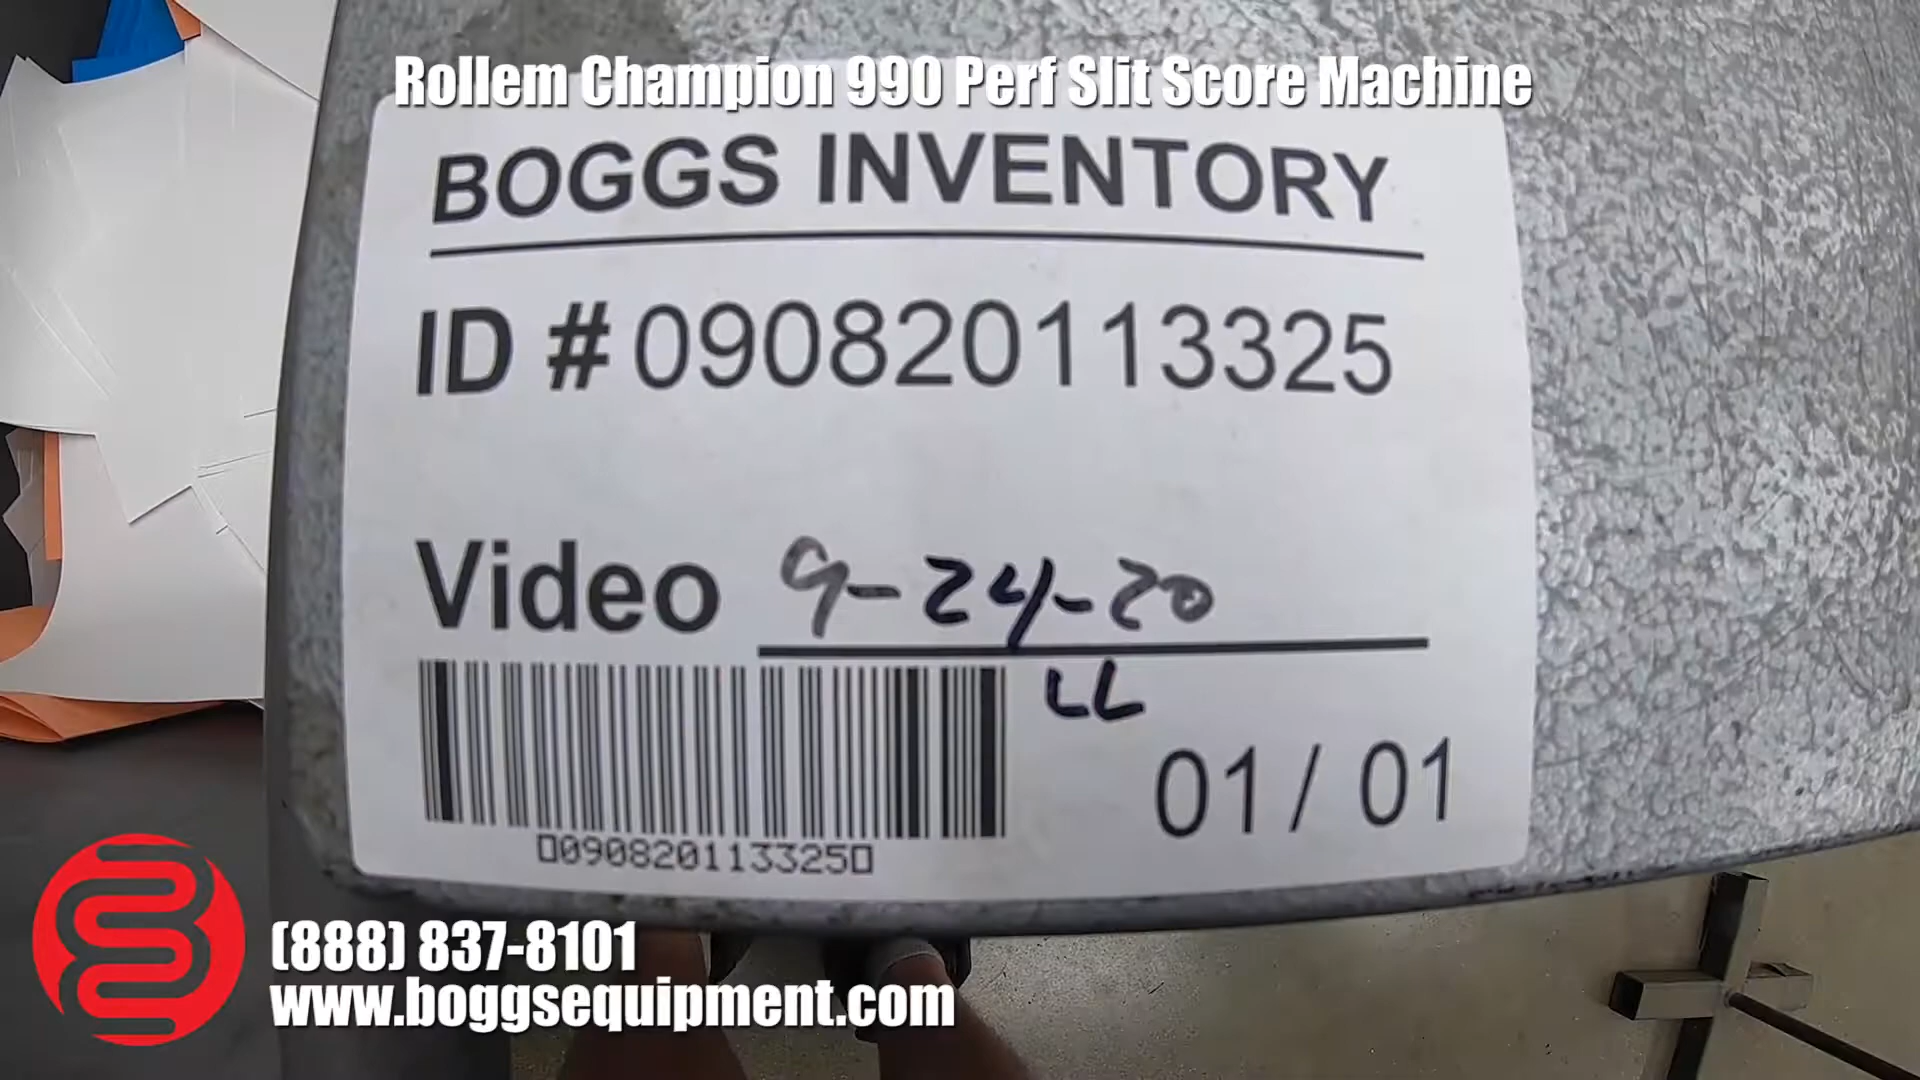 Rollem Champion 990 Perf Slit Score Machine
BOGGS INVENTORY
ID # 090820113325
Video 9-24-20
LL
01 / 01
▯090820113325▯
(888) 837-8101
www.boggsequipment.com